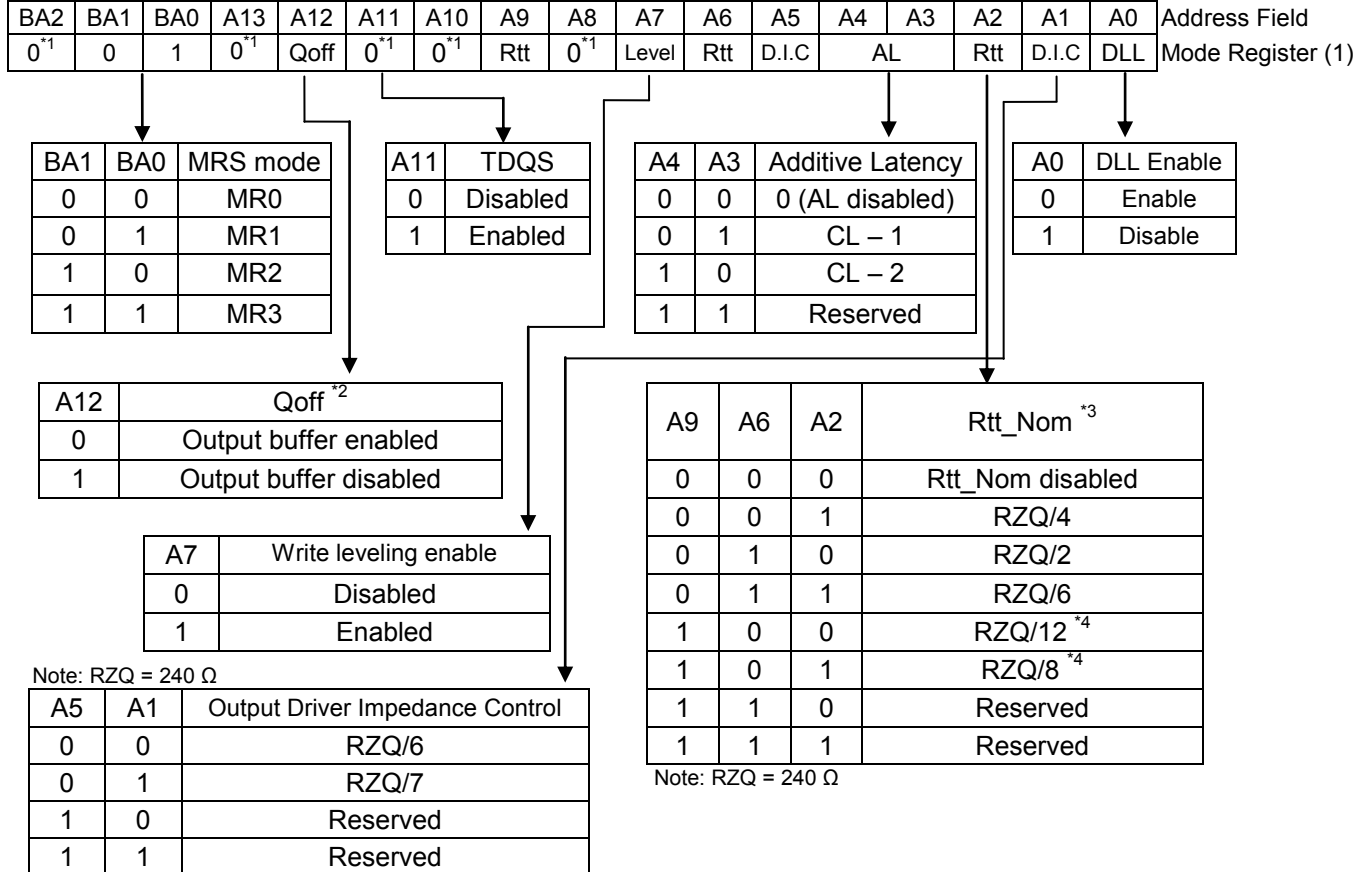 BA2 BA1 BA0 A13 A12 A11 A10 A9 A8 A7 A6 A5 A4 A3 A2 A1 A0 Address Field
0*1 0 1 0*1 Qoff 0*1 0*1 Rtt 0*1 Level Rtt D.I.C AL Rtt D.I.C DLL Mode Register (1)
BA1 BA0 MRS mode
0 0 MR0
0 1 MR1
1 0 MR2
1 1 MR3
A11 TDQS
0 Disabled
1 Enabled
A4 A3 Additive Latency
0 0 0 (AL disabled)
0 1 CL – 1
1 0 CL – 2
1 1 Reserved
A0 DLL Enable
0 Enable
1 Disable
A12 Qoff *2
0 Output buffer enabled
1 Output buffer disabled
A9 A6 A2 Rtt_Nom *3
0 0 0 Rtt_Nom disabled
0 0 1 RZQ/4
0 1 0 RZQ/2
0 1 1 RZQ/6
1 0 0 RZQ/12 *4
1 0 1 RZQ/8 *4
1 1 0 Reserved
1 1 1 Reserved
Note: RZQ = 240 Ω
A7 Write leveling enable
0 Disabled
1 Enabled
Note: RZQ = 240 Ω
A5 A1 Output Driver Impedance Control
0 0 RZQ/6
0 1 RZQ/7
1 0 Reserved
1 1 Reserved